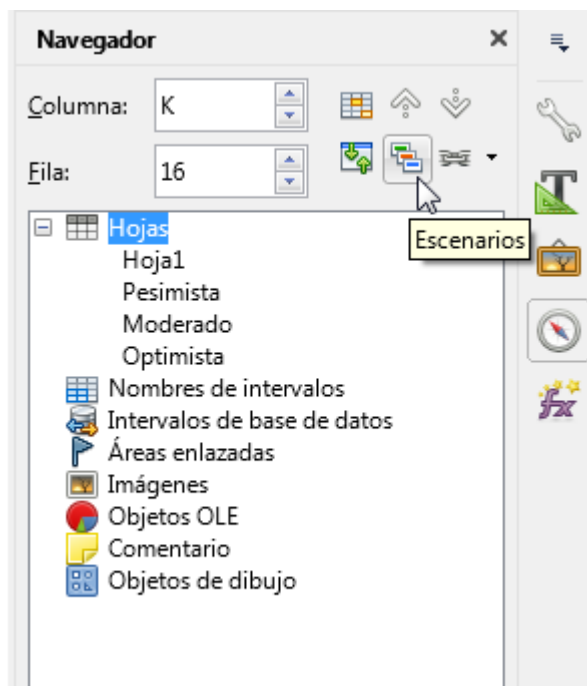 Navegador
Columna: K
Fila: 16
Escenarios
Hojas
Hoja1
Pesimista
Moderado
Optimista
Nombres de intervalos
Intervalos de base de datos
Áreas enlazadas
Imágenes
Objetos OLE
Comentario
Objetos de dibujo